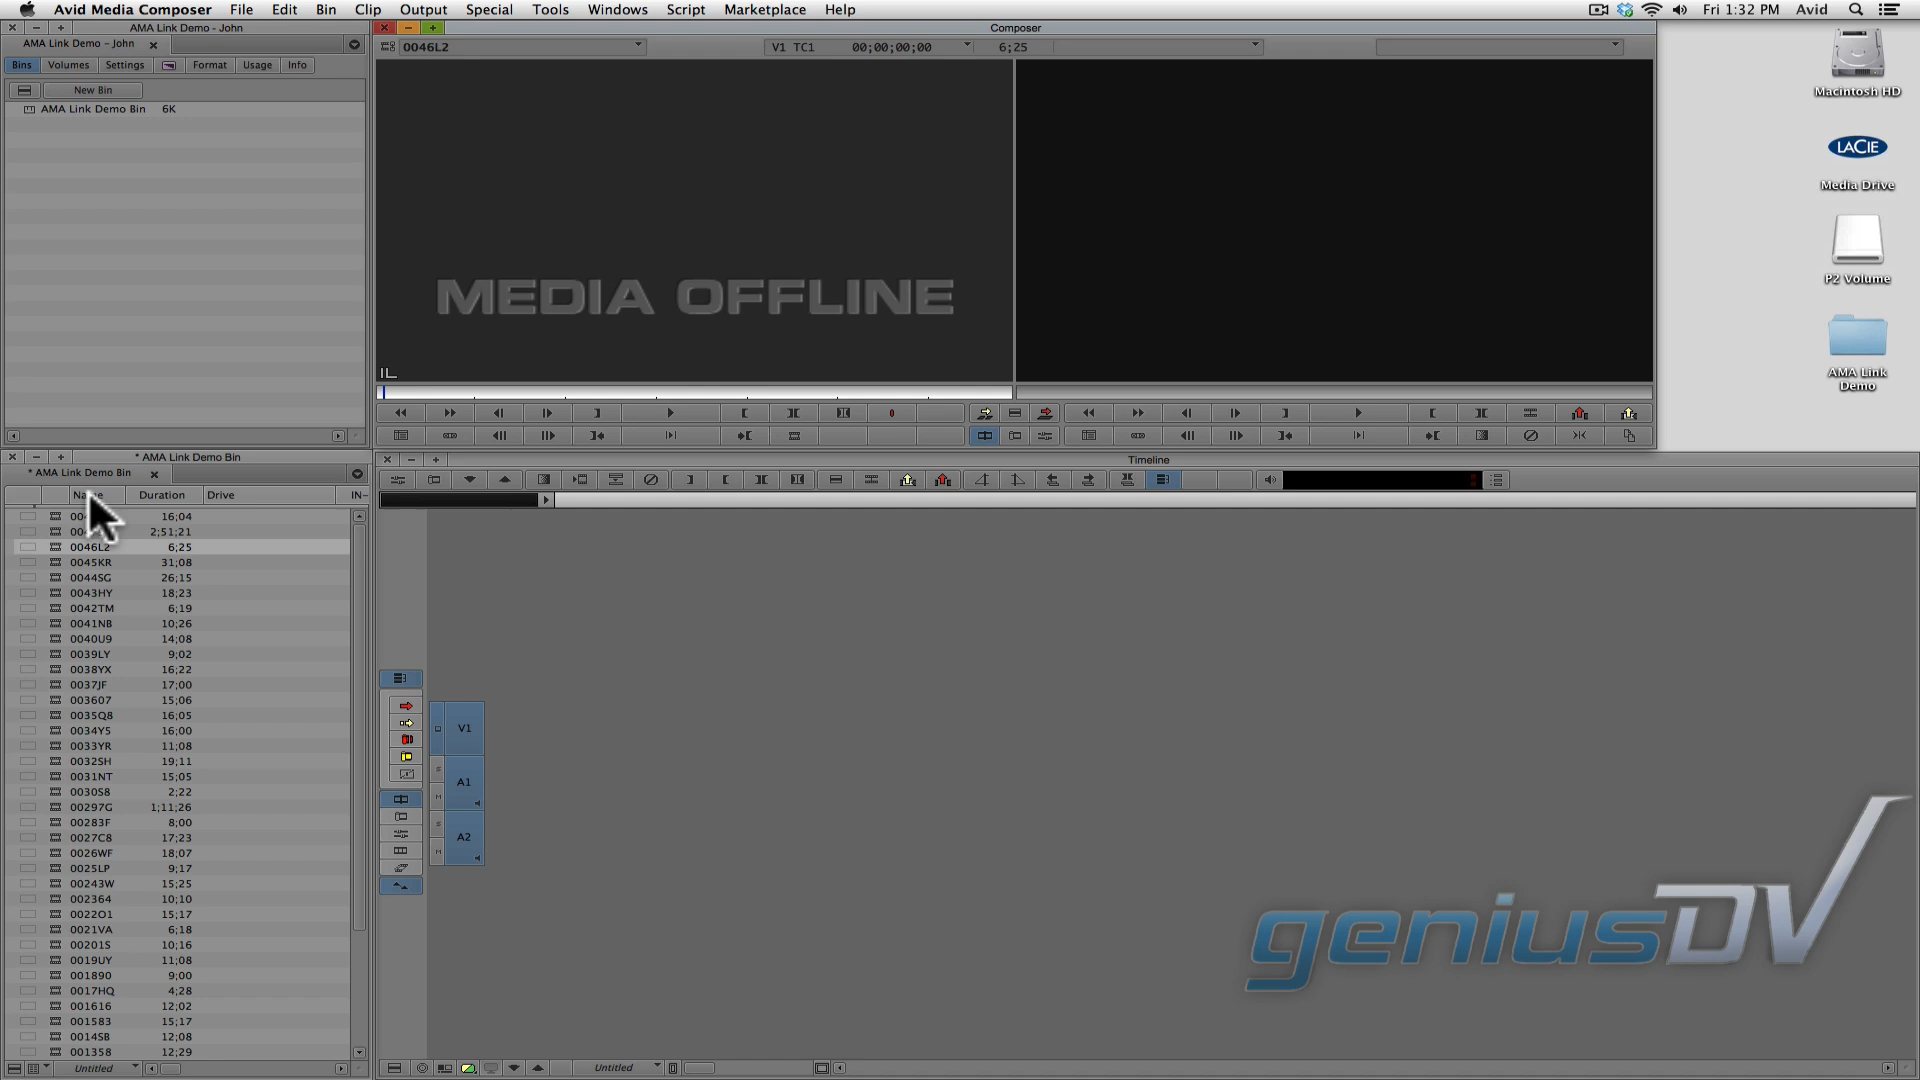 Avid Media Composer File Edit Bin Clip Output Special Tools Windows Script Marketplace Help Fri 1:32 PM Avid
AMA Link Demo - John
AMA Link Demo - John
Bins Volumes Settings Format Usage Info
New Bin
AMA Link Demo Bin 6K
Composer
0046L2 V1 TC1 00;00;00;00 6;25
MEDIA OFFLINE
Macintosh HD
LACIE
Media Drive
P2 Volume
AMA Link
Demo
* AMA Link Demo Bin
* AMA Link Demo Bin
Duration Drive IN-
16;04
2;51;21
0046L2 6;25
0045KR 31;08
0044SG 26;15
0043HY 18;23
0042TM 6;19
0041NB 10;26
0040U9 14;08
0039LY 9;02
0038YX 16;22
0037JF 17;00
003607 15;06
0035Q8 16;05
0034Y5 16;00
0033YR 11;08
0032SH 19;11
0031NT 15;05
0030S8 2;22
00297G 1;11;26
00283F 8;00
0027C8 17;23
0026WF 18;07
0025LP 9;17
00243W 15;25
002364 10;10
0022O1 15;17
0021VA 6;18
00201S 10;16
0019UY 11;08
001890 9;00
0017HQ 4;28
001616 12;02
001583 15;17
0014SB 12;08
001358 12;29
Untitled
Timeline
V1
S
A1
M
S
A2
M
Untitled
geniusDV